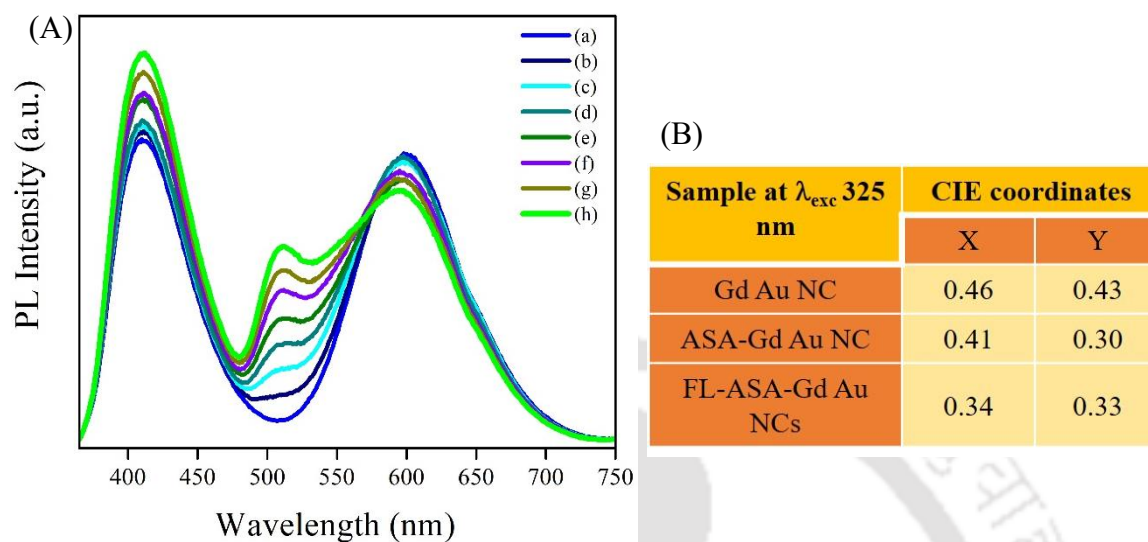 (A)
PL Intensity (a.u.)
(a)
(b)
(c)
(d)
(e)
(f)
(g)
(h)
400 450 500 550 600 650 700 750
Wavelength (nm)
(B)
Sample at λexc 325
nm
CIE coordinates
X Y
Gd Au NC 0.46 0.43
ASA-Gd Au NC 0.41 0.30
FL-ASA-Gd Au
NCs
0.34 0.33